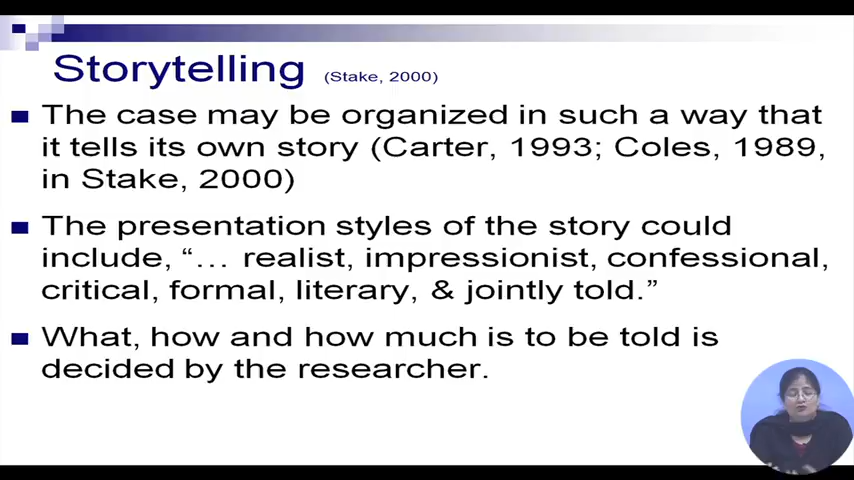 Storytelling (Stake, 2000)
The case may be organized in such a way that
it tells its own story (Carter, 1993; Coles, 1989,
in Stake, 2000)
The presentation styles of the story could
include, “... realist, impressionist, confessional,
critical, formal, literary, & jointly told.”
What, how and how much is to be told is
decided by the researcher.